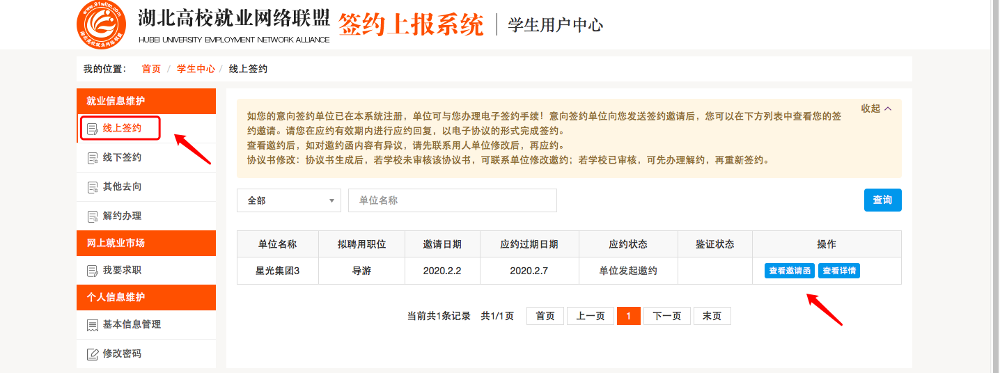 www.91wllm.com
湖北高校就业网络联盟
湖北高校就业网络联盟
HUBEI UNIVERSITY EMPLOYMENT NETWORK ALLIANCE
签约上报系统
学生用户中心
我的位置： 首页 / 学生中心 / 线上签约
就业信息维护
线上签约
线下签约
其他去向
解约办理
网上就业市场
我要求职
个人信息维护
基本信息管理
修改密码
收起
如您的意向签约单位已在本系统注册，单位可与您办理电子签约手续！意向签约单位向您发送签约邀请后，您可以在下方列表中查看您的签
约邀请。请您在应约有效期内进行应约回复，以电子协议的形式完成签约。
查看邀约后，如对邀约函内容有异议，请先联系用人单位修改后，再应约。
协议书修改：协议书生成后，若学校未审核该协议书，可联系单位修改邀约；若学校已审核，可先办理解约，再重新签约。
全部 单位名称 查询
单位名称 拟聘用职位 邀请日期 应约过期日期 应约状态 鉴证状态 操作
星光集团3 导游 2020.2.2 2020.2.7 单位发起邀约 查看邀请函 查看详情
当前共1条记录 共1/1页 首页 上一页 1 下一页 末页